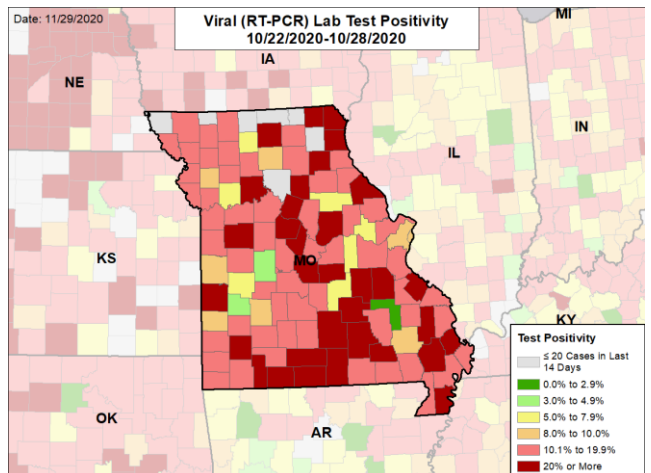 Date: 11/29/2020
Viral (RT-PCR) Lab Test Positivity
10/22/2020-10/28/2020
MI
IA
NE
IN
IL
KS
MO
KY
OK
AR
Test Positivity
≤ 20 Cases in Last
14 Days
0.0% to 2.9%
3.0% to 4.9%
5.0% to 7.9%
8.0% to 10.0%
10.1% to 19.9%
20% or More